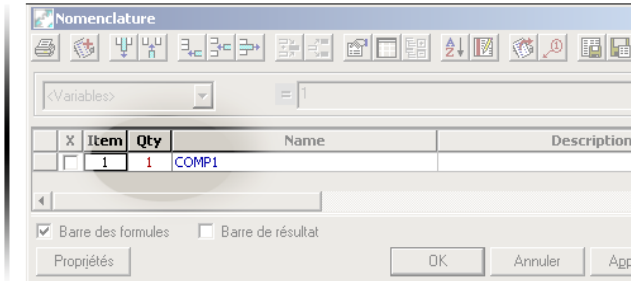 Nomenclature
<Variables> = 1
X Item Qty Name Description
1 1 COMP1
Barre des formules Barre de résultat
Propriétés OK Annuler App